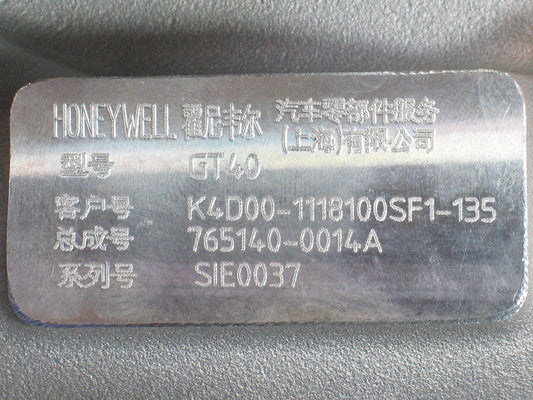 HONEYWELL 霍尼韦尔 汽车零部件服务
(上海)有限公司
型号 GT40
客户号 K4D00-1118100SF1-135
总成号 765140-0014A
系列号 SIE0037